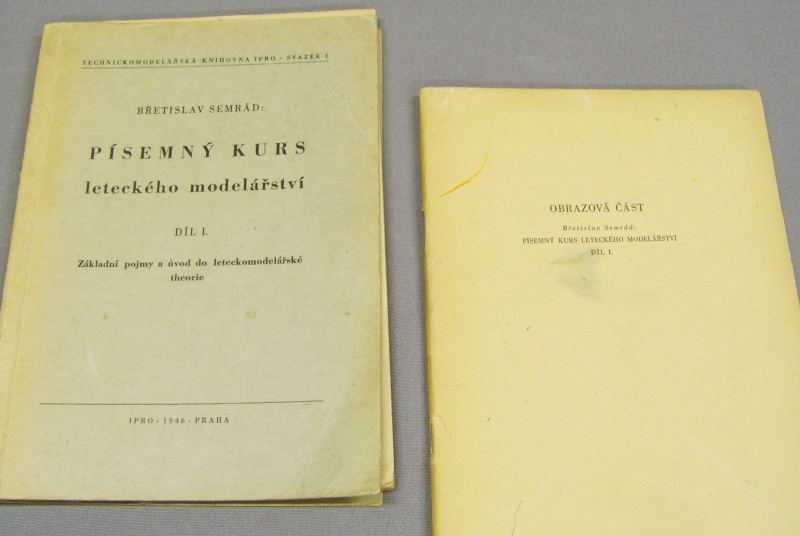 TECHNICKOMODELÁŘSKÁ KNIHOVNA IPRO - SVAZEK 1
BŘETISLAV SEMRÁD:
PÍSEMNÝ KURS
leteckého modelářství
DÍL I.
Základní pojmy a úvod do leteckomodelářské
theorie
IPRO - 1946 - PRAHA
OBRAZOVÁ ČÁST
Břetislav Semrád:
PÍSEMNÝ KURS LETECKÉHO MODELÁŘSTVÍ
DÍL I.